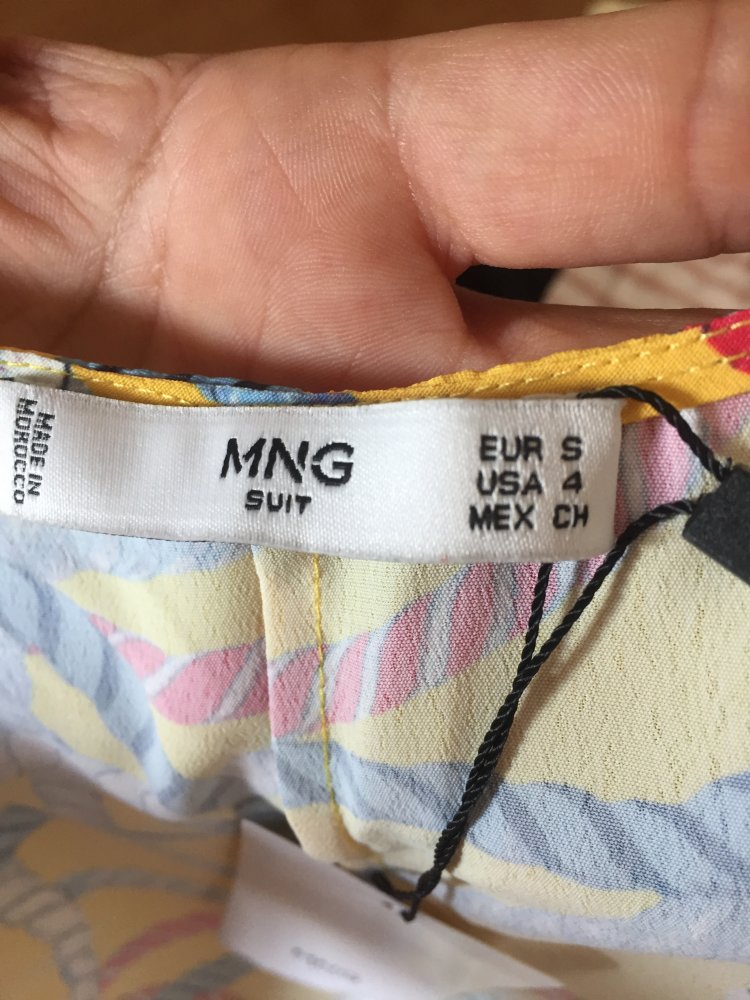 MADE IN
MOROCCO
MNG
SUIT
EUR S
USA 4
MEX CH